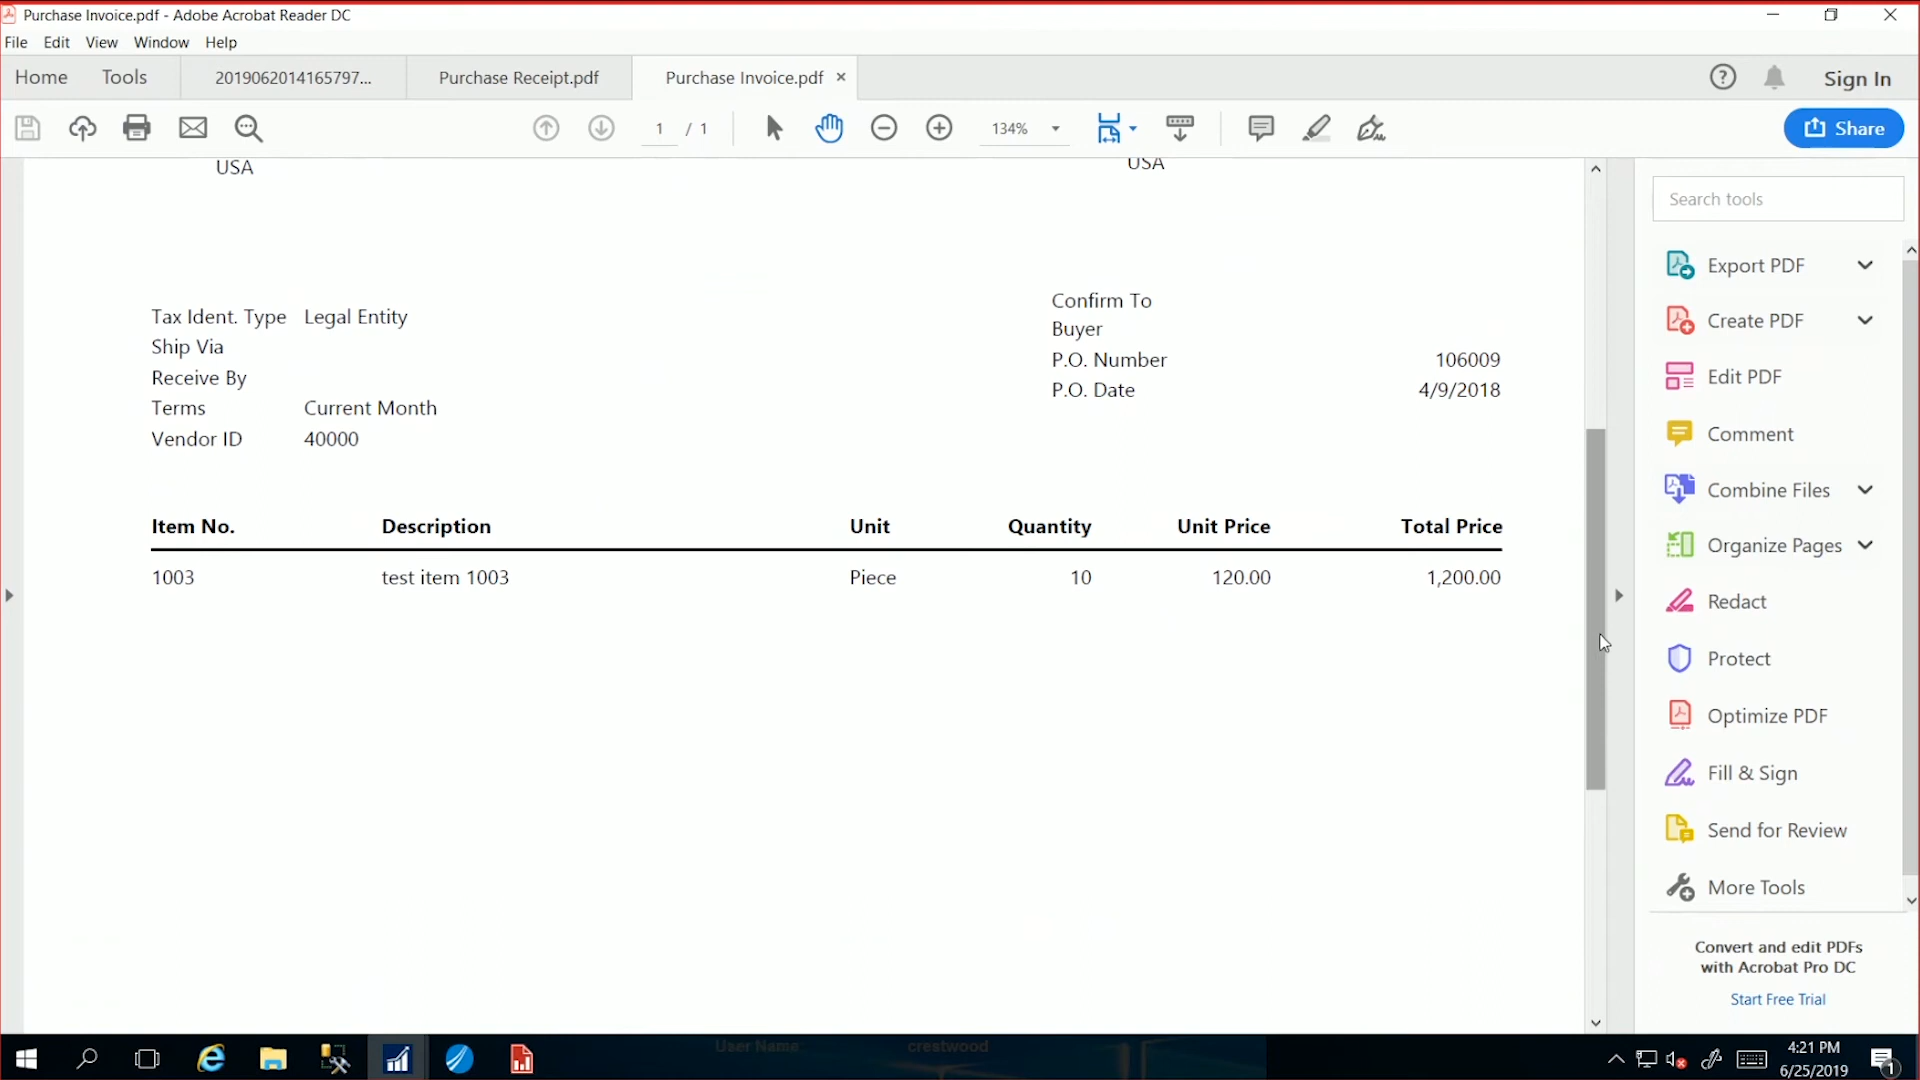 Purchase Invoice.pdf - Adobe Acrobat Reader DC
File Edit View Window Help
Home Tools 2019062014165797... Purchase Receipt.pdf Purchase Invoice.pdf × Sign In
1 / 1 134% Share
USA USA
Tax Ident. Type Legal Entity
Ship Via
Receive By
Terms Current Month
Vendor ID 40000
Confirm To
Buyer
P.O. Number 106009
P.O. Date 4/9/2018
Item No. Description Unit Quantity Unit Price Total Price
1003 test item 1003 Piece 10 120.00 1,200.00
Search tools
Export PDF
Create PDF
Edit PDF
Comment
Combine Files
Organize Pages
Redact
Protect
Optimize PDF
Fill & Sign
Send for Review
More Tools
Convert and edit PDFs
with Acrobat Pro DC
Start Free Trial
User Name crestwood
4:21 PM
6/25/2019
1